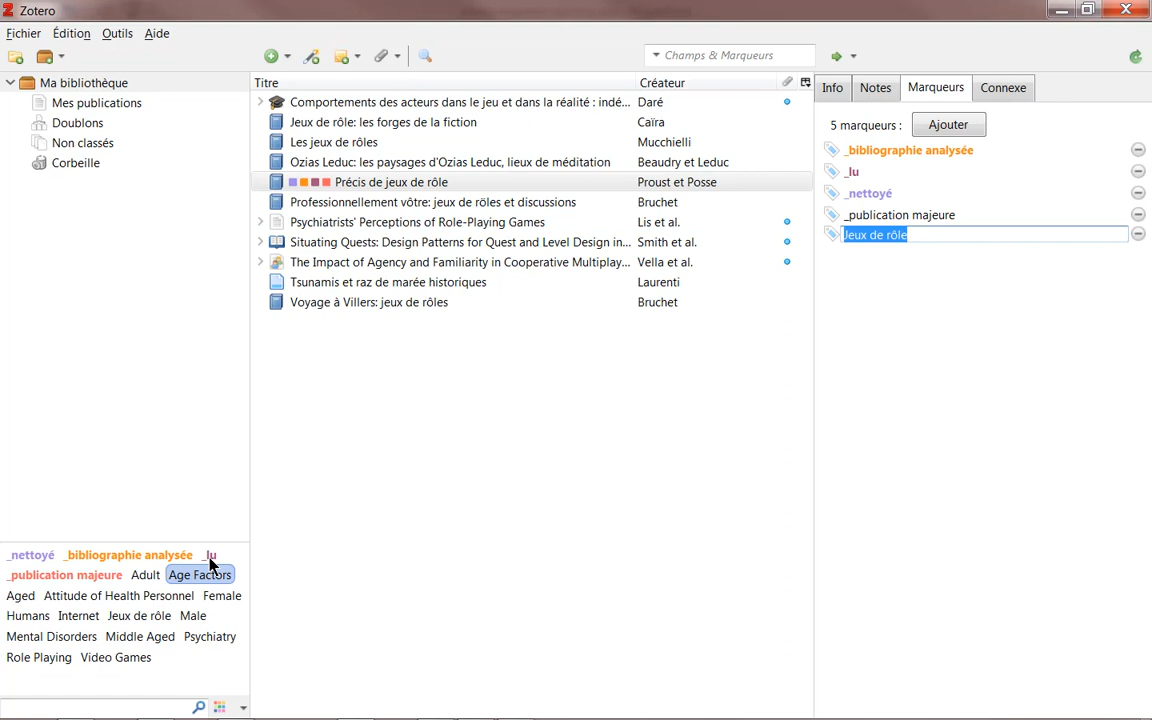 Zotero
Fichier Édition Outils Aide
Champs & Marqueurs
Ma bibliothèque
Mes publications
Doublons
Non classés
Corbeille
Titre Créateur
Comportements des acteurs dans le jeu et dans la réalité : indé... Daré
Jeux de rôle: les forges de la fiction Caïra
Les jeux de rôles Mucchielli
Ozias Leduc: les paysages d'Ozias Leduc, lieux de méditation Beaudry et Leduc
Précis de jeux de rôle Proust et Posse
Professionnellement vôtre: jeux de rôles et discussions Bruchet
Psychiatrists' Perceptions of Role-Playing Games Lis et al.
Situating Quests: Design Patterns for Quest and Level Design in... Smith et al.
The Impact of Agency and Familiarity in Cooperative Multiplay... Vella et al.
Tsunamis et raz de marée historiques Laurenti
Voyage à Villers: jeux de rôles Bruchet
Info Notes Marqueurs Connexe
5 marqueurs : Ajouter
_bibliographie analysée
_lu
_nettoyé
_publication majeure
Jeux de rôle
_nettoyé _bibliographie analysée _lu
_publication majeure Adult Age Factors
Aged Attitude of Health Personnel Female
Humans Internet Jeux de rôle Male
Mental Disorders Middle Aged Psychiatry
Role Playing Video Games